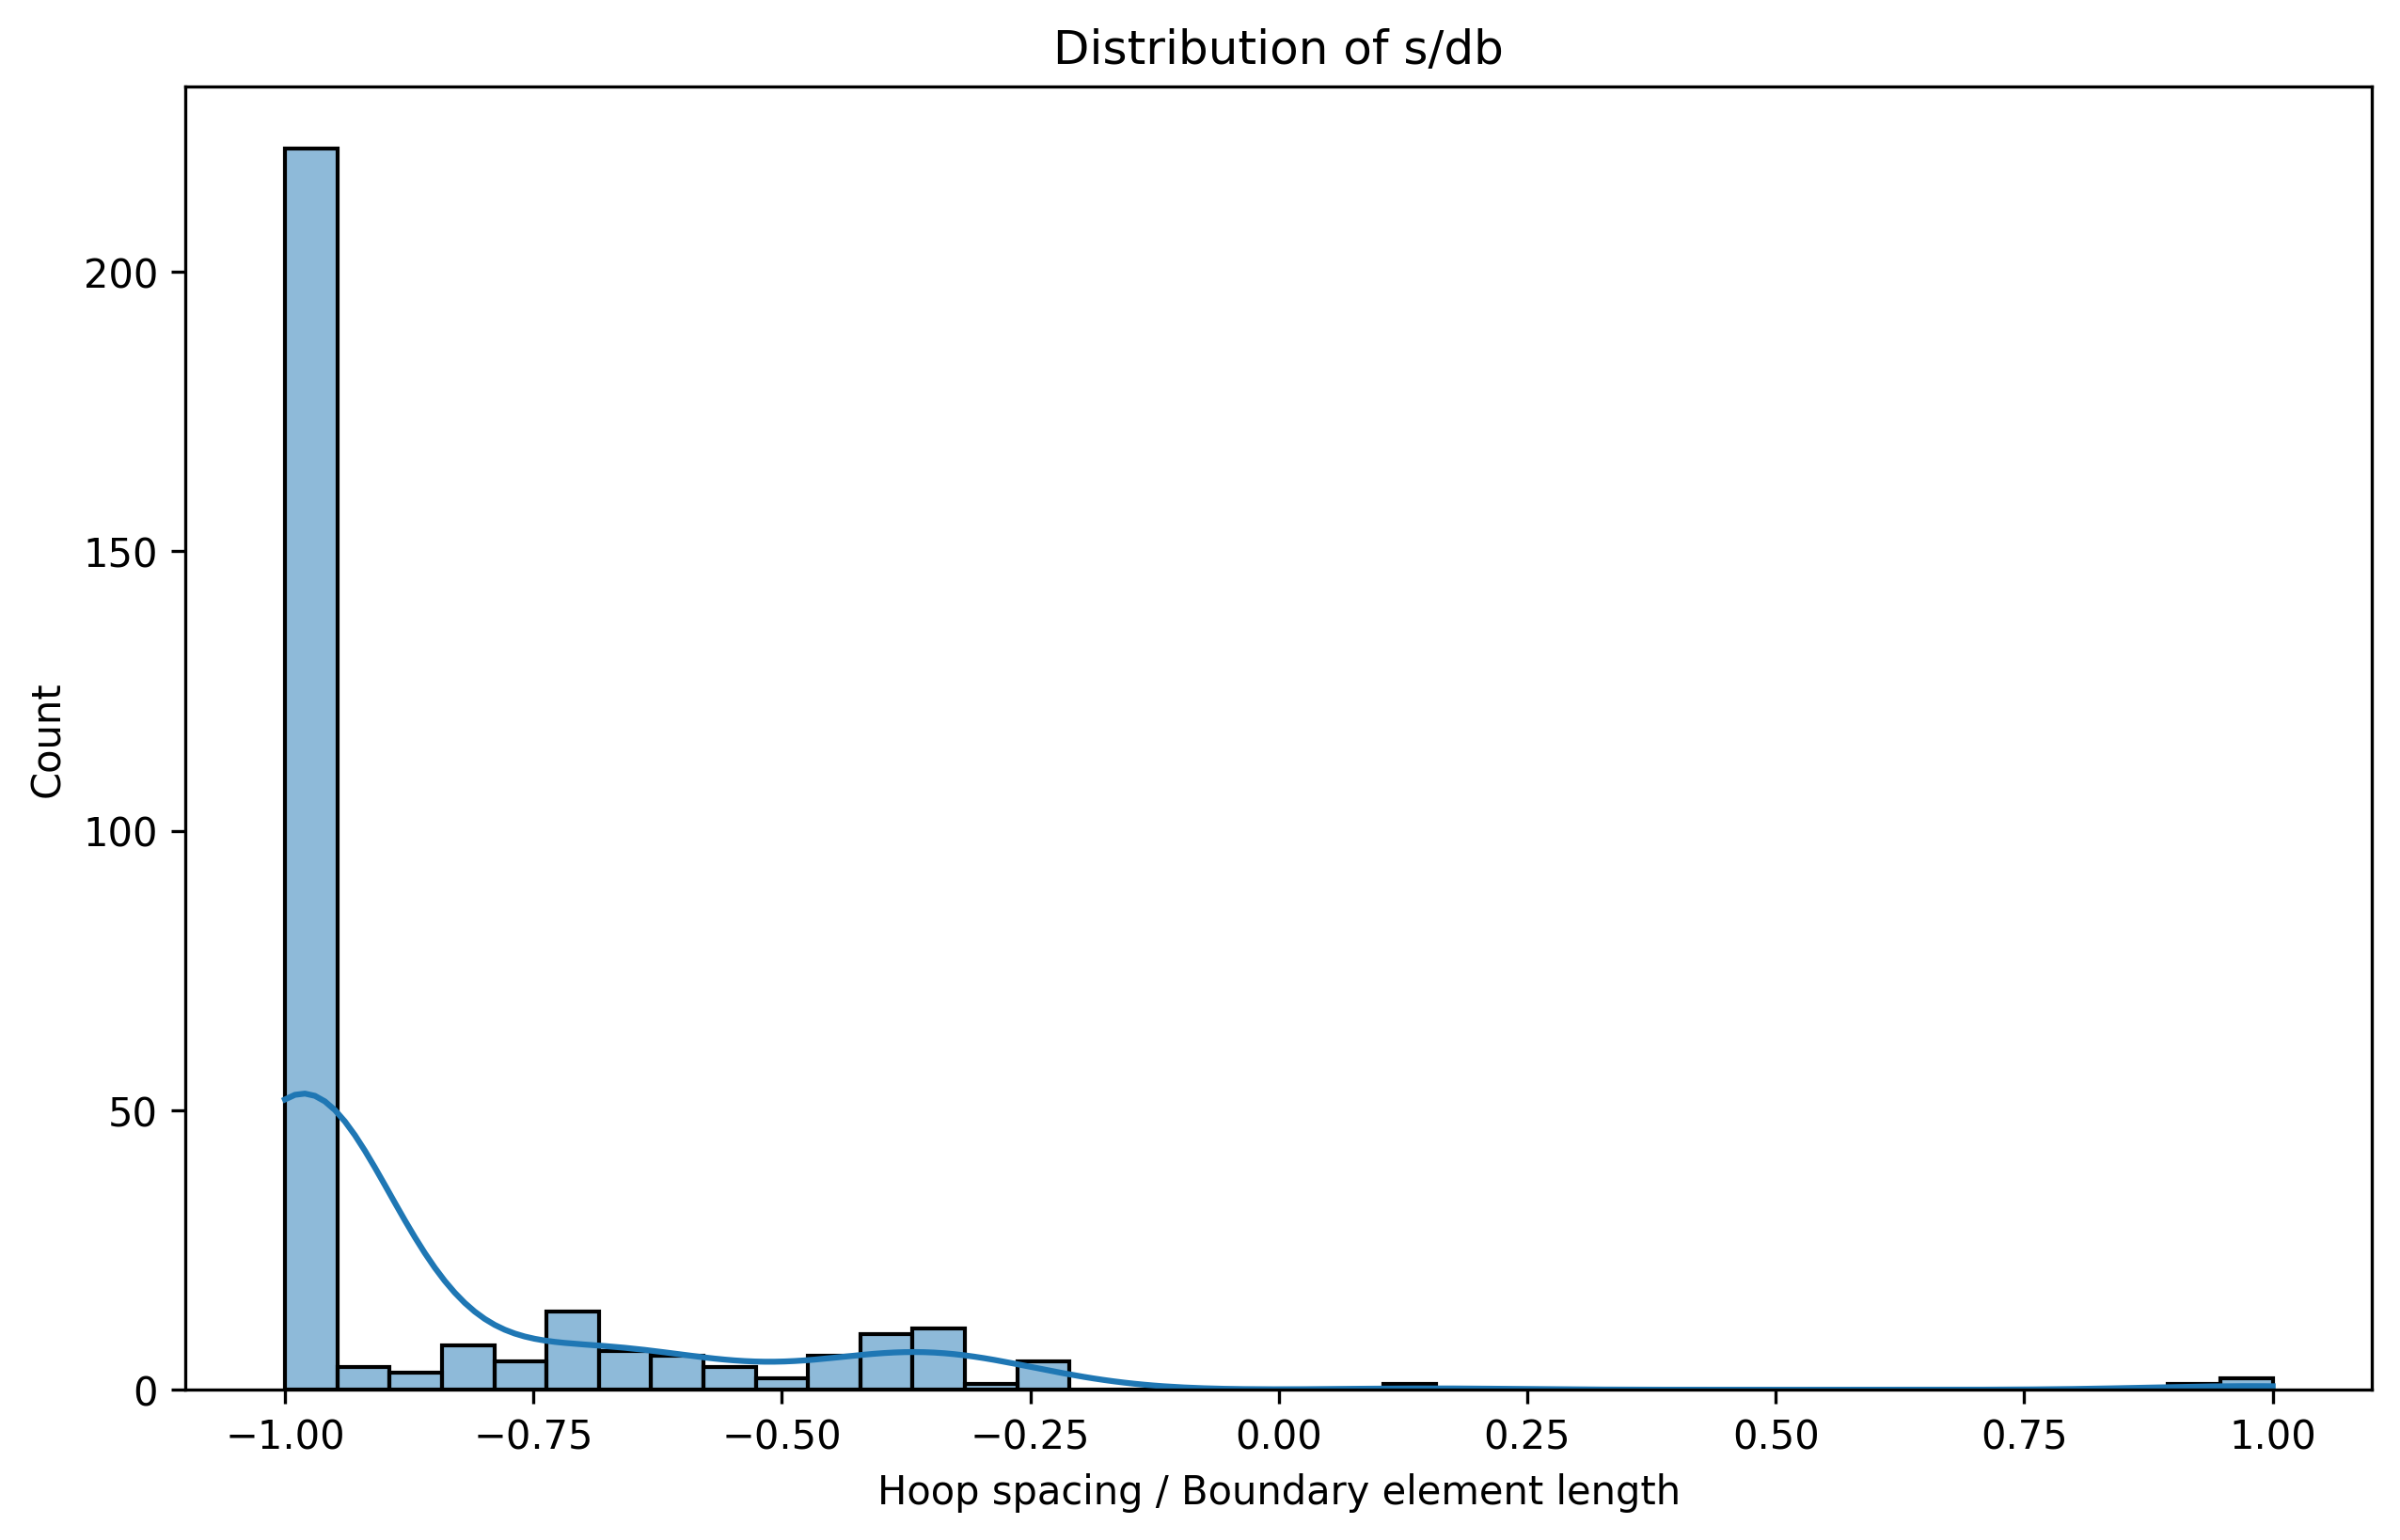 Distribution of s/db
Count
200
150
100
50
0
−1.00 −0.75 −0.50 −0.25 0.00 0.25 0.50 0.75 1.00
Hoop spacing / Boundary element length